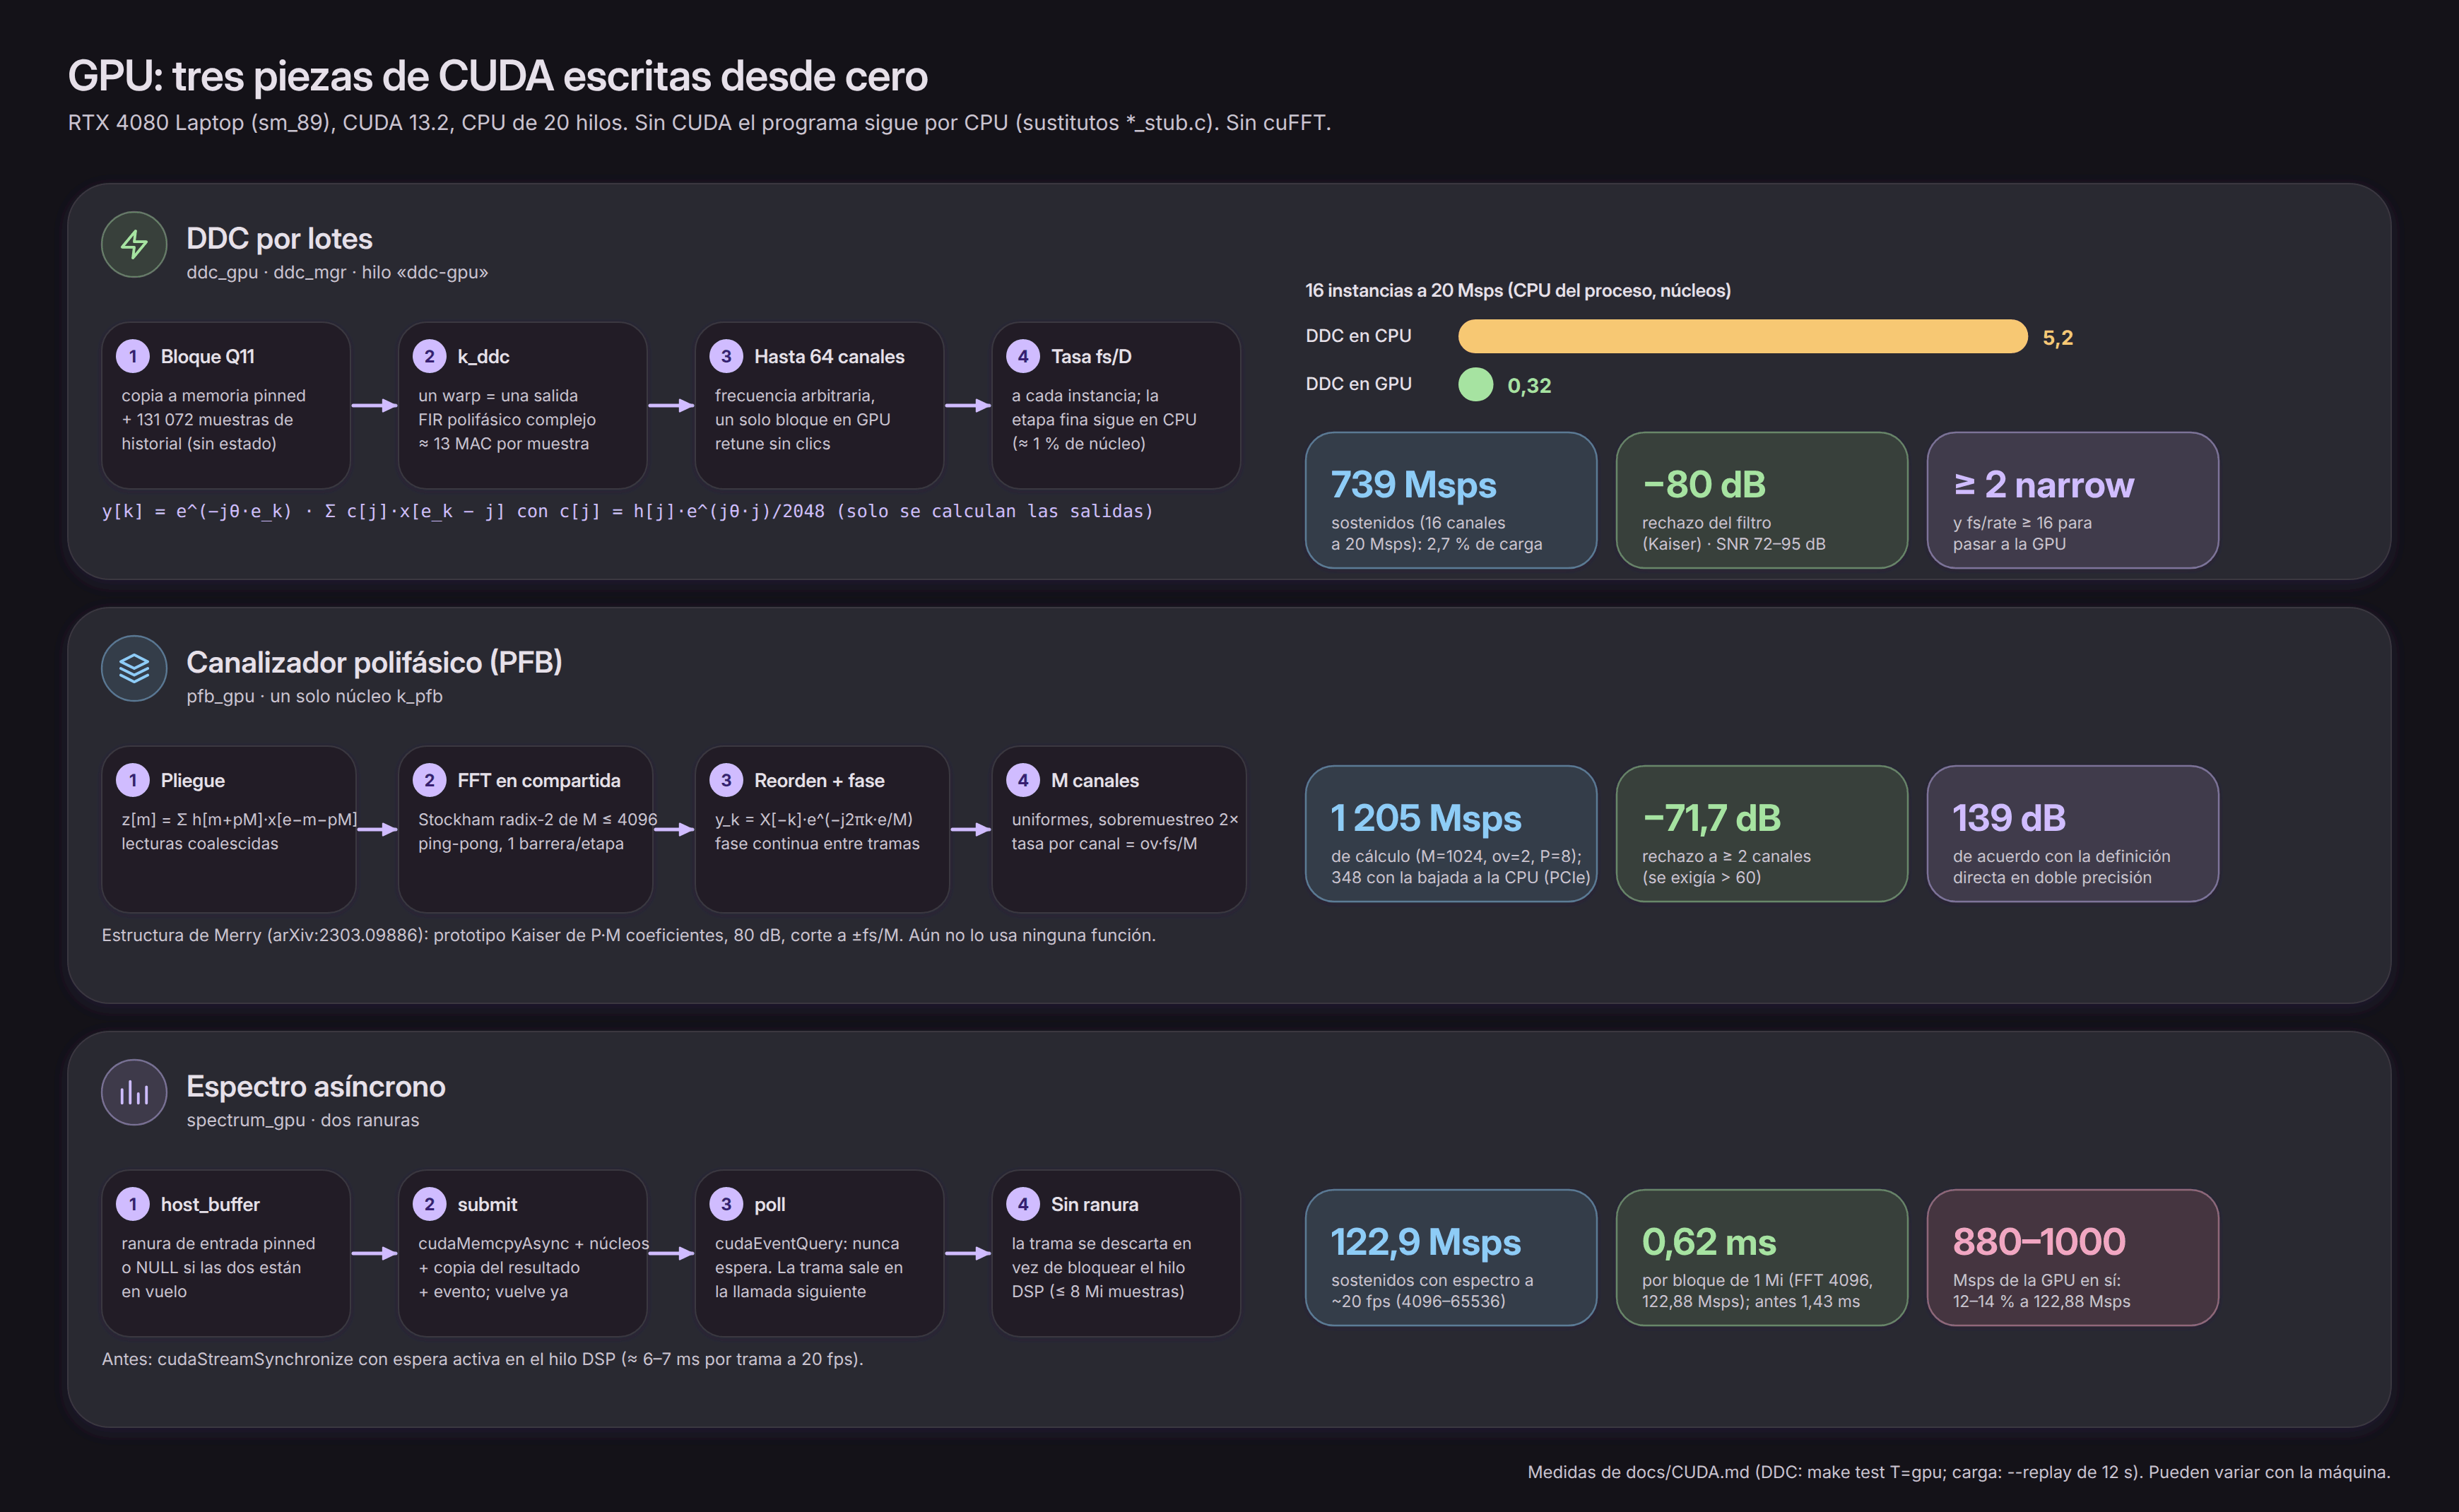 GPU: tres piezas de CUDA escritas desde cero
RTX 4080 Laptop (sm_89), CUDA 13.2, CPU de 20 hilos. Sin CUDA el programa sigue por CPU (sustitutos *_stub.c). Sin cuFFT.
DDC por lotes
ddc_gpu · ddc_mgr · hilo «ddc-gpu»
1 Bloque Q11
copia a memoria pinned
+ 131 072 muestras de
historial (sin estado)
2 k_ddc
un warp = una salida
FIR polifásico complejo
≈ 13 MAC por muestra
3 Hasta 64 canales
frecuencia arbitraria,
un solo bloque en GPU
retune sin clics
4 Tasa fs/D
a cada instancia; la
etapa fina sigue en CPU
(≈ 1 % de núcleo)
y[k] = e^(−jθ·e_k) · Σ c[j]·x[e_k − j] con c[j] = h[j]·e^(jθ·j)/2048 (solo se calculan las salidas)
16 instancias a 20 Msps (CPU del proceso, núcleos)
DDC en CPU 5,2
DDC en GPU 0,32
739 Msps
sostenidos (16 canales
a 20 Msps): 2,7 % de carga
−80 dB
rechazo del filtro
(Kaiser) · SNR 72–95 dB
≥ 2 narrow
y fs/rate ≥ 16 para
pasar a la GPU
Canalizador polifásico (PFB)
pfb_gpu · un solo núcleo k_pfb
1 Pliegue
z[m] = Σ h[m+pM]·x[e−m−pM]
lecturas coalescidas
2 FFT en compartida
Stockham radix-2 de M ≤ 4096
ping-pong, 1 barrera/etapa
3 Reorden + fase
y_k = X[−k]·e^(−j2πk·e/M)
fase continua entre tramas
4 M canales
uniformes, sobremuestreo 2×
tasa por canal = ov·fs/M
Estructura de Merry (arXiv:2303.09886): prototipo Kaiser de P·M coeficientes, 80 dB, corte a ±fs/M. Aún no lo usa ninguna función.
1 205 Msps
de cálculo (M=1024, ov=2, P=8);
348 con la bajada a la CPU (PCIe)
−71,7 dB
rechazo a ≥ 2 canales
(se exigía > 60)
139 dB
de acuerdo con la definición
directa en doble precisión
Espectro asíncrono
spectrum_gpu · dos ranuras
1 host_buffer
ranura de entrada pinned
o NULL si las dos están
en vuelo
2 submit
cudaMemcpyAsync + núcleos
+ copia del resultado
+ evento; vuelve ya
3 poll
cudaEventQuery: nunca
espera. La trama sale en
la llamada siguiente
4 Sin ranura
la trama se descarta en
vez de bloquear el hilo
DSP (≤ 8 Mi muestras)
Antes: cudaStreamSynchronize con espera activa en el hilo DSP (≈ 6–7 ms por trama a 20 fps).
122,9 Msps
sostenidos con espectro a
~20 fps (4096–65536)
0,62 ms
por bloque de 1 Mi (FFT 4096,
122,88 Msps); antes 1,43 ms
880–1000
Msps de la GPU en sí:
12–14 % a 122,88 Msps
Medidas de docs/CUDA.md (DDC: make test T=gpu; carga: --replay de 12 s). Pueden variar con la máquina.